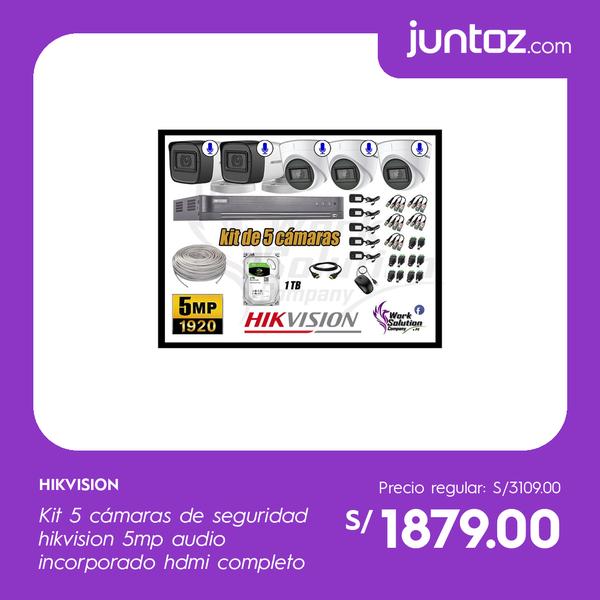 juntoz.com
kit de 5 cámaras
1 TB
5MP
1920
HIKVISION
Work
Solution
Company
HIKVISION
Precio regular: S/3109.00
Kit 5 cámaras de seguridad
hikvision 5mp audio
incorporado hdmi completo
S/ 1879.00